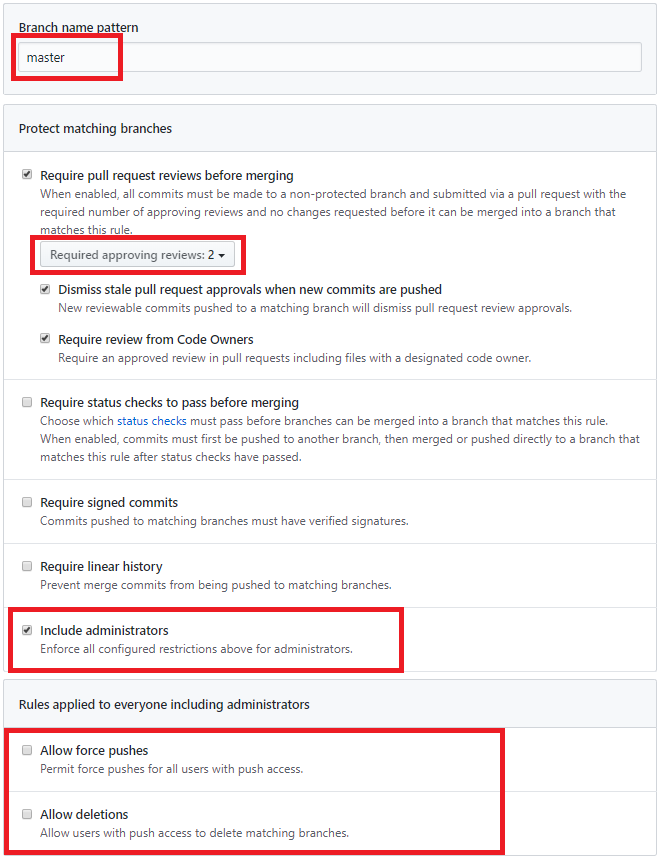 Branch name pattern
master
Protect matching branches
Require pull request reviews before merging
When enabled, all commits must be made to a non-protected branch and submitted via a pull request with the
required number of approving reviews and no changes requested before it can be merged into a branch that
matches this rule.
Required approving reviews: 2
Dismiss stale pull request approvals when new commits are pushed
New reviewable commits pushed to a matching branch will dismiss pull request review approvals.
Require review from Code Owners
Require an approved review in pull requests including files with a designated code owner.
Require status checks to pass before merging
Choose which status checks must pass before branches can be merged into a branch that matches this rule.
When enabled, commits must first be pushed to another branch, then merged or pushed directly to a branch that
matches this rule after status checks have passed.
Require signed commits
Commits pushed to matching branches must have verified signatures.
Require linear history
Prevent merge commits from being pushed to matching branches.
Include administrators
Enforce all configured restrictions above for administrators.
Rules applied to everyone including administrators
Allow force pushes
Permit force pushes for all users with push access.
Allow deletions
Allow users with push access to delete matching branches.